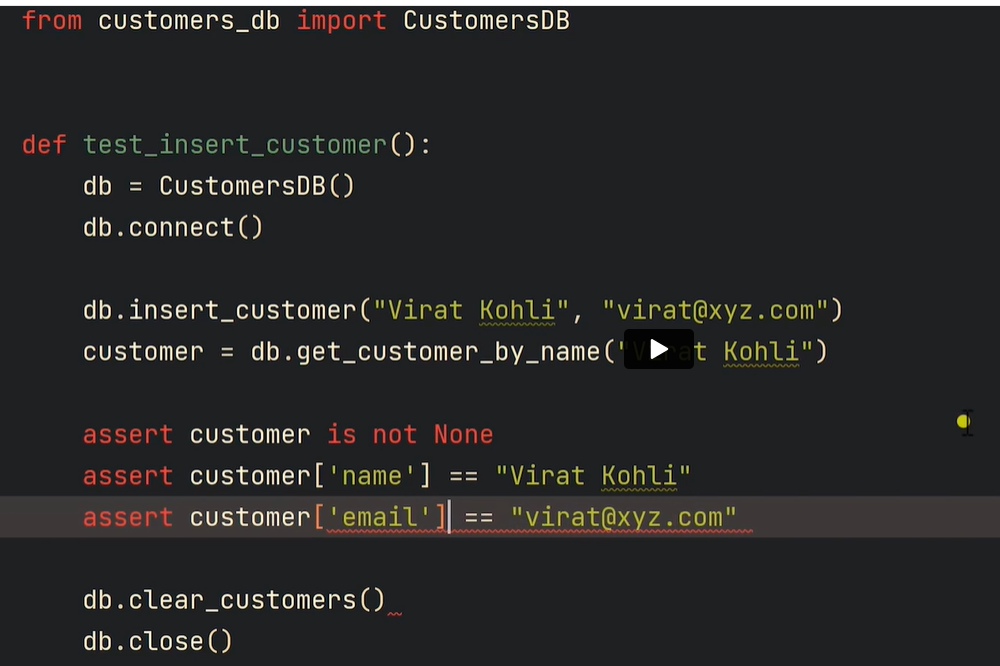 from customers_db import CustomersDB
def test_insert_customer():
db = CustomersDB()
db.connect()
db.insert_customer("Virat Kohli", "virat@xyz.com")
customer = db.get_customer_by_name("Virat Kohli")
assert customer is not None
assert customer['name'] == "Virat Kohli"
assert customer['email'] == "virat@xyz.com"
db.clear_customers()
db.close()